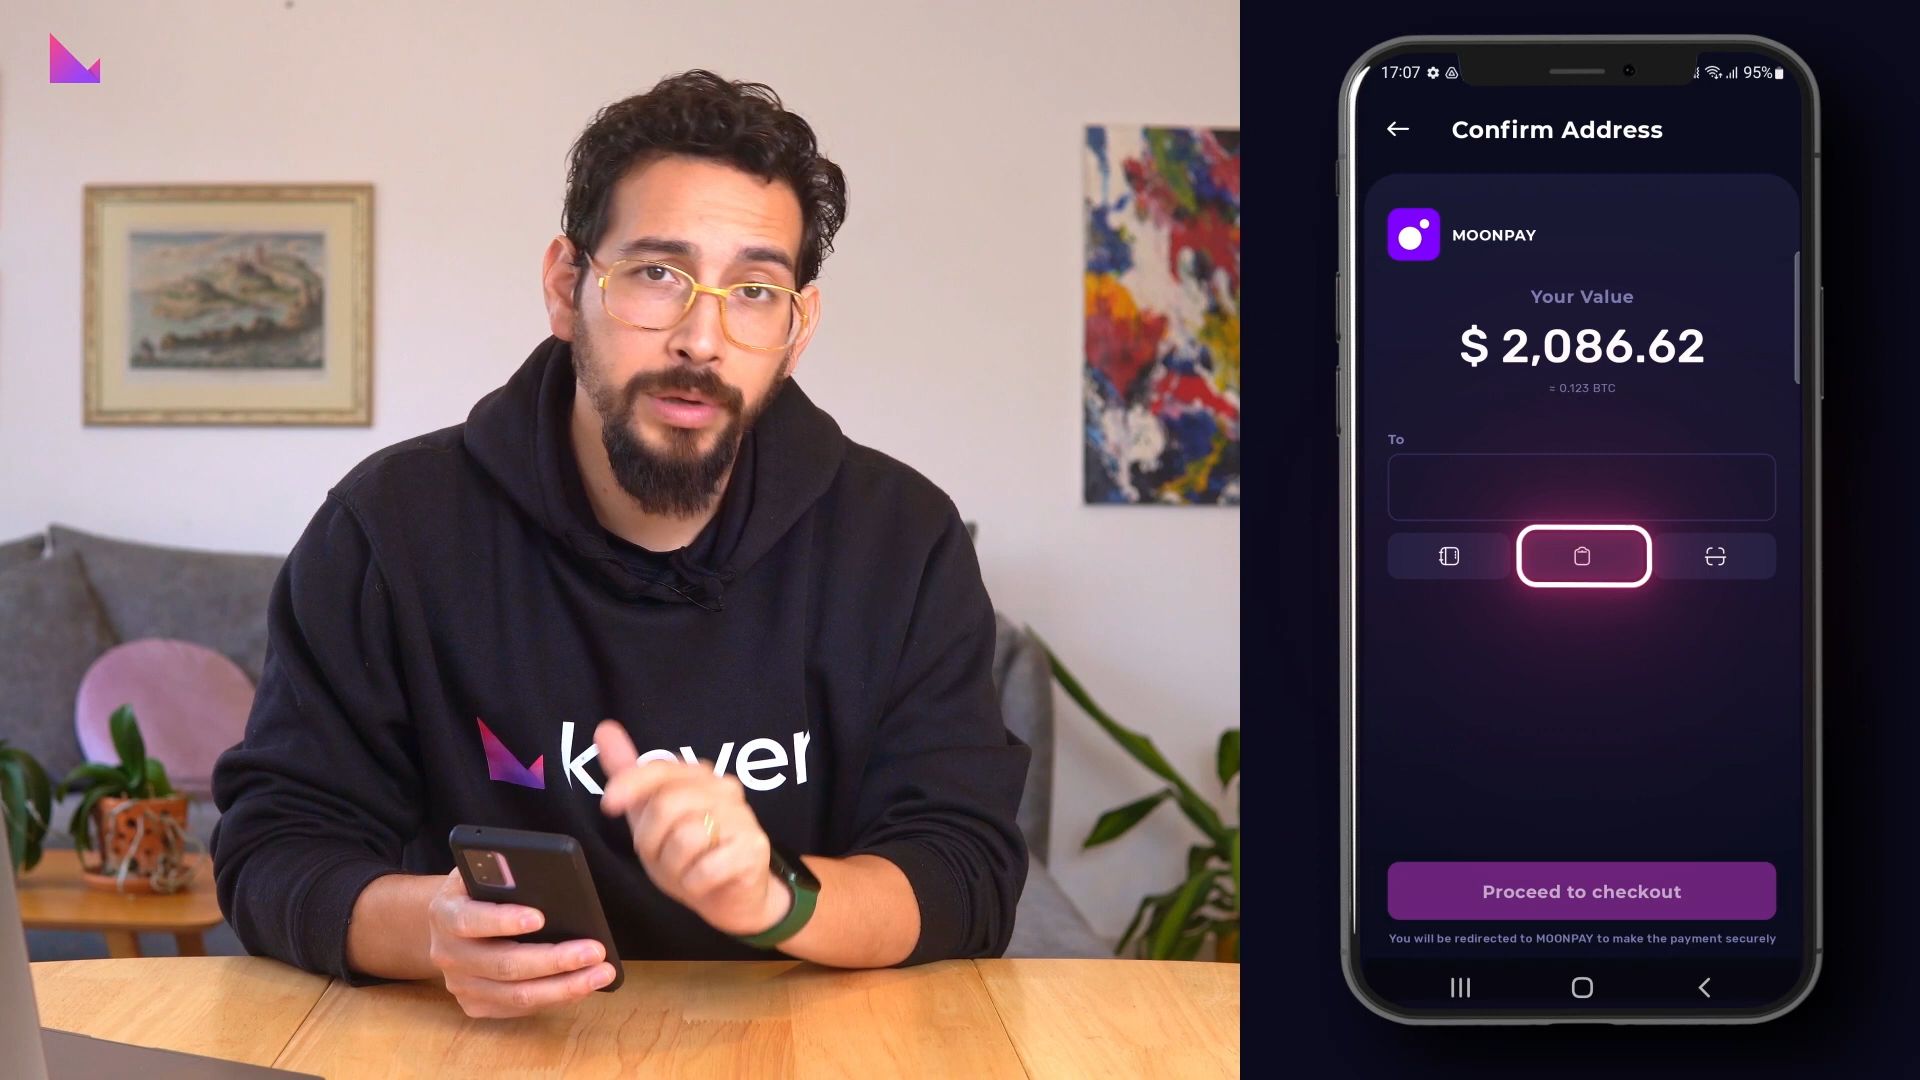 klever
17:07
95%
Confirm Address
MOONPAY
Your Value
$ 2,086.62
≈ 0.123 BTC
To
Proceed to checkout
You will be redirected to MOONPAY to make the payment securely